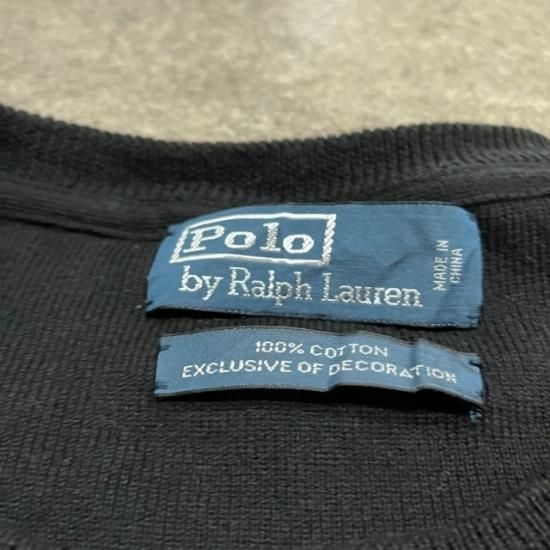 Polo
by Ralph Lauren
MADE IN
CHINA
100% COTTON
EXCLUSIVE OF DECORATION